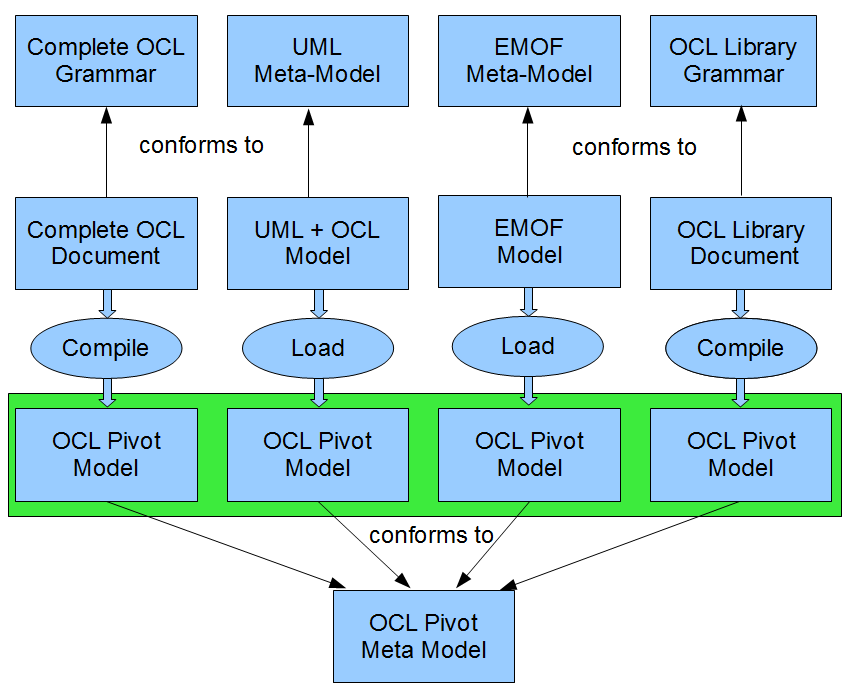 Complete OCL
Grammar
UML
Meta-Model
EMOF
Meta-Model
OCL Library
Grammar
conforms to
conforms to
Complete OCL
Document
UML + OCL
Model
EMOF
Model
OCL Library
Document
Compile
Load
Load
Compile
OCL Pivot
Model
OCL Pivot
Model
OCL Pivot
Model
OCL Pivot
Model
conforms to
OCL Pivot
Meta Model